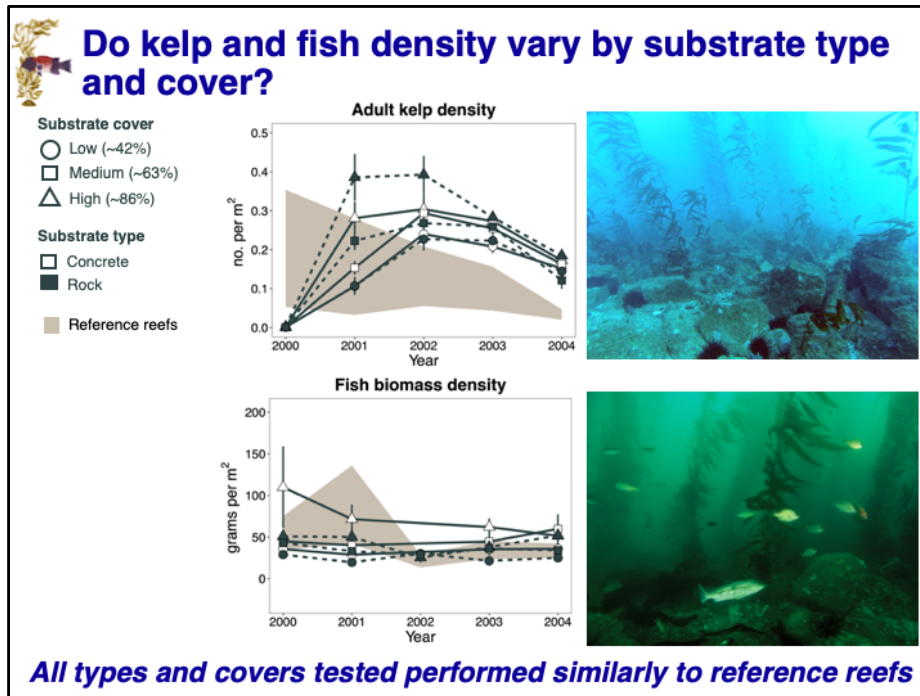 Do kelp and fish density vary by substrate type
and cover?
Substrate cover
Low (~42%)
Medium (~63%)
High (~86%)
Substrate type
Concrete
Rock
Reference reefs
Adult kelp density
no. per m²
0.5
0.4
0.3
0.2
0.1
0.0
2000 2001 2002 2003 2004
Year
Fish biomass density
grams per m²
200
150
100
50
0
2000 2001 2002 2003 2004
Year
All types and covers tested performed similarly to reference reefs